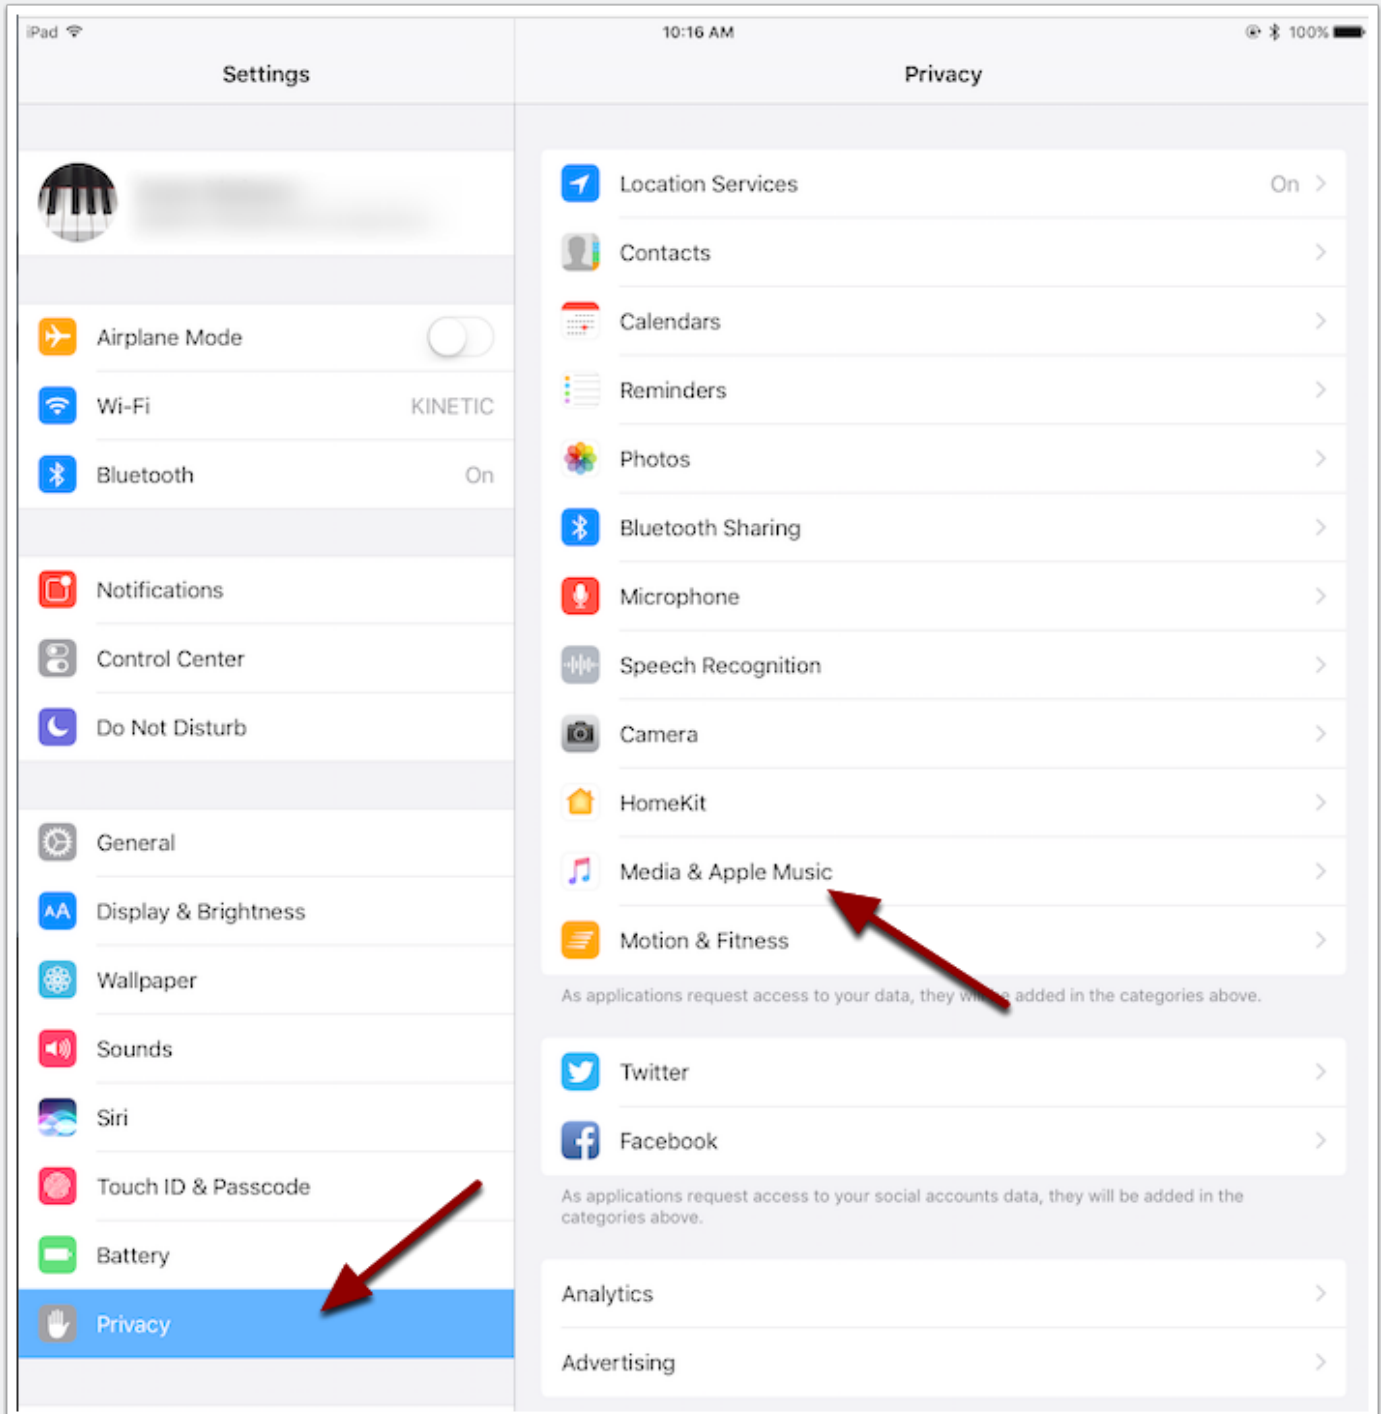 iPad
10:16 AM
100%
Settings
Privacy
Airplane Mode
Wi-Fi KINETIC
Bluetooth On
Notifications
Control Center
Do Not Disturb
General
AA Display & Brightness
Wallpaper
Sounds
Siri
Touch ID & Passcode
Battery
Privacy
Location Services On
Contacts
Calendars
Reminders
Photos
Bluetooth Sharing
Microphone
Speech Recognition
Camera
HomeKit
Media & Apple Music
Motion & Fitness
As applications request access to your data, they will be added in the categories above.
Twitter
Facebook
As applications request access to your social accounts data, they will be added in the
categories above.
Analytics
Advertising